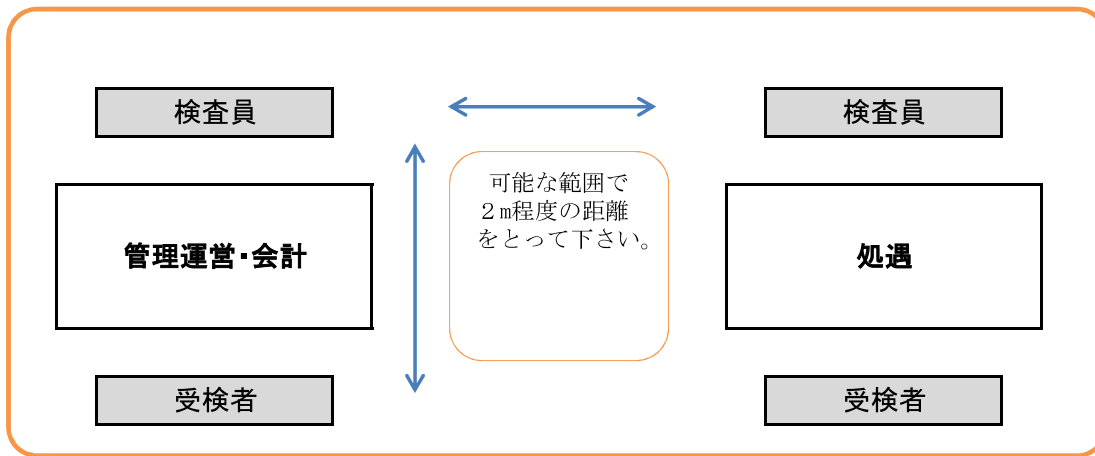 検査員
検査員
可能な範囲で
２ｍ程度の距離
をとって下さい。
管理運営・会計
処遇
受検者
受検者